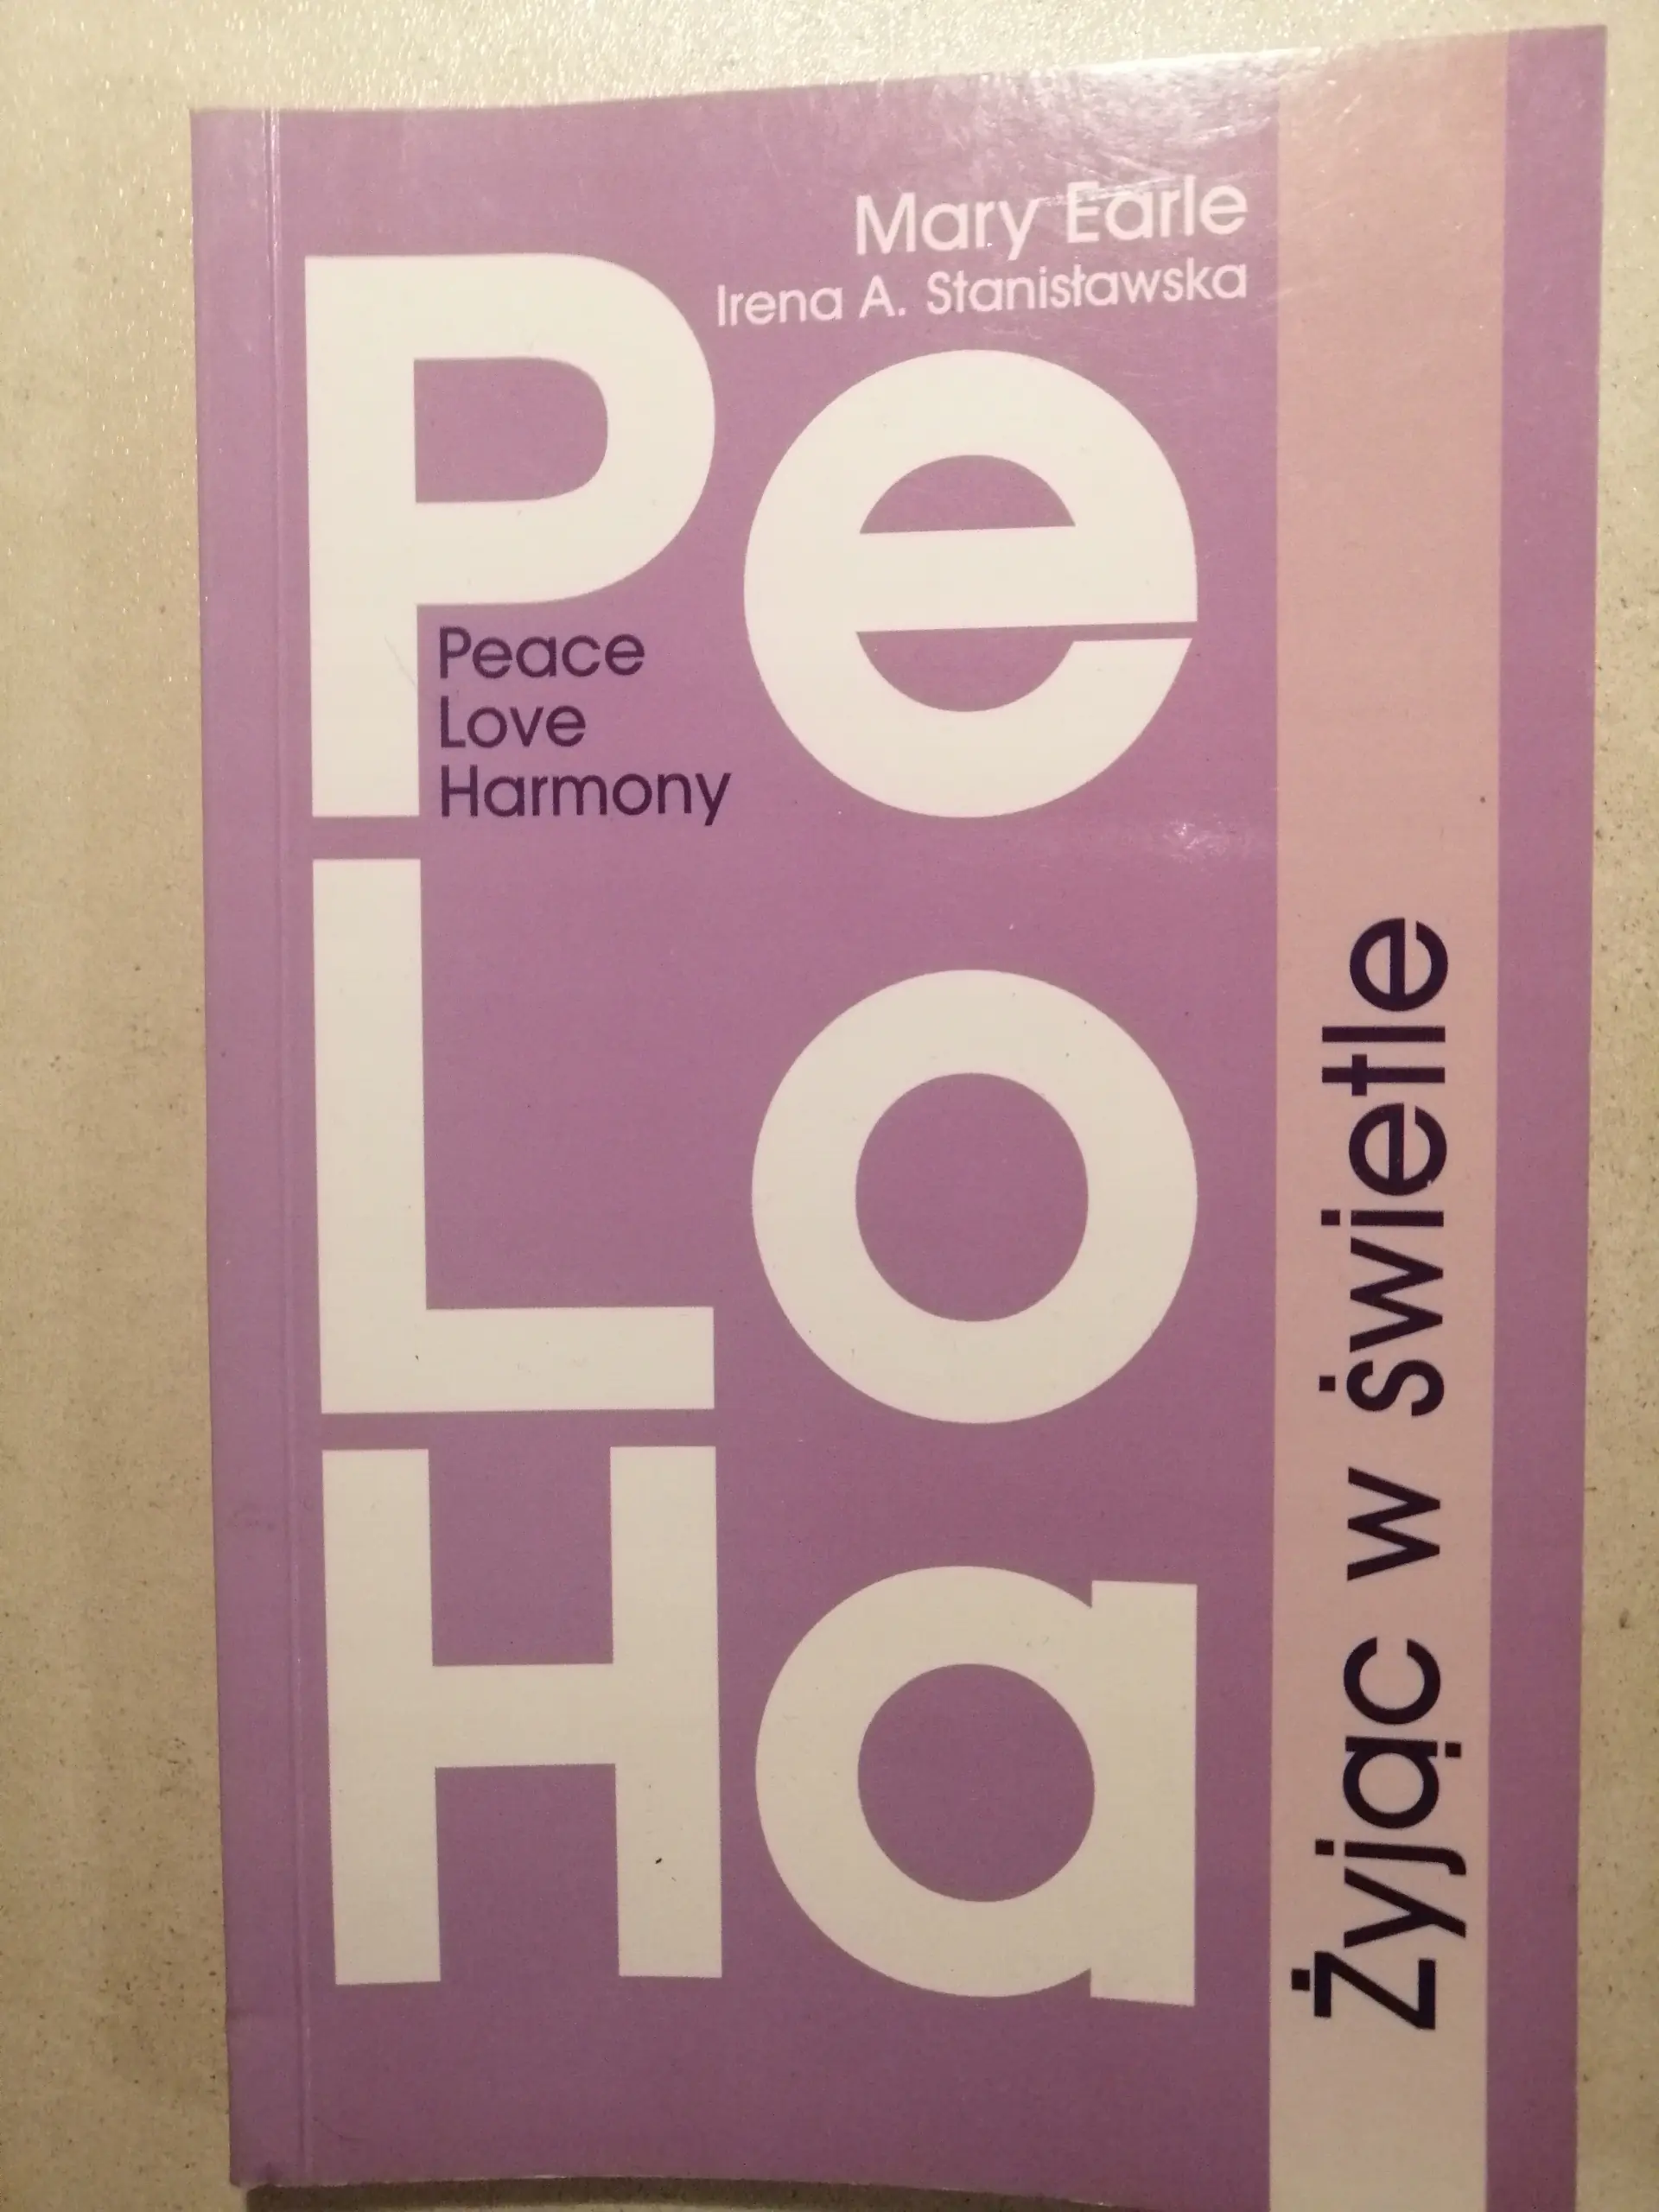 Mary Earle
Irena A. Stanisławska
Pe
Peace
Love
Harmony
Lo
Ha
Żyjąc w świetle